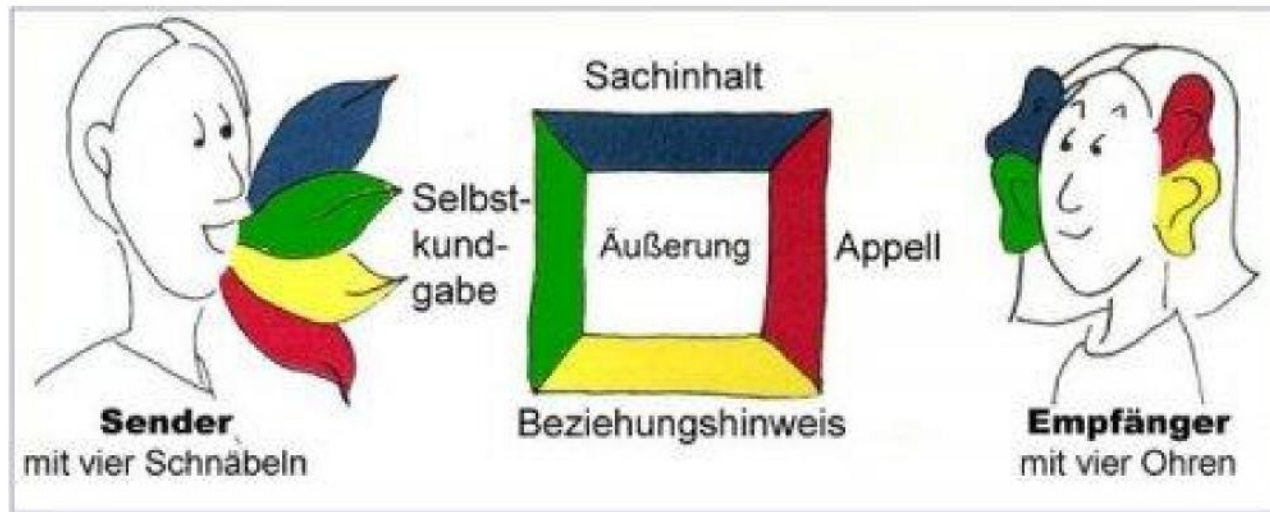 Sachinhalt
Selbst-
kund-
gabe
Äußerung
Appell
Beziehungshinweis
Sender
mit vier Schnäbeln
Empfänger
mit vier Ohren